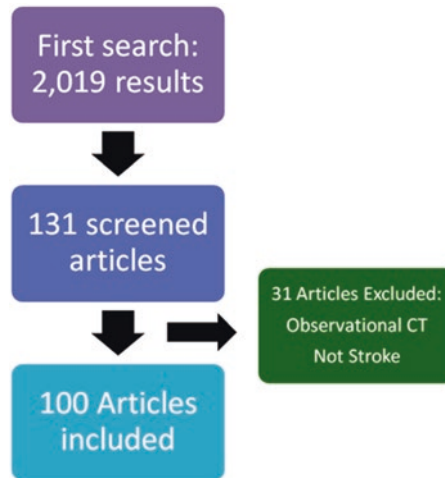 First search:
2,019 results
131 screened
articles
31 Articles Excluded:
Observational CT
Not Stroke
100 Articles
included